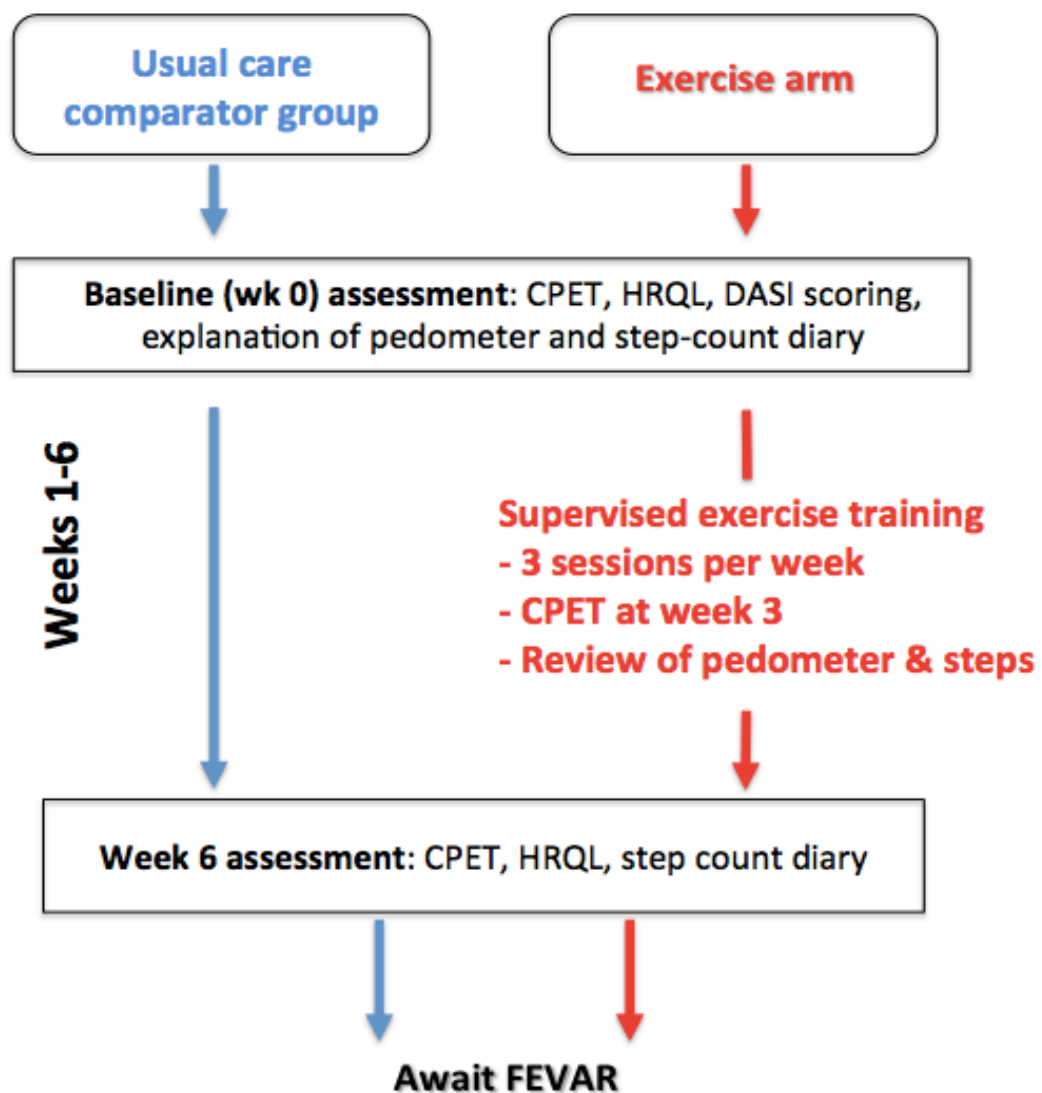 Usual care
comparator group
Exercise arm
Baseline (wk 0) assessment: CPET, HRQL, DASI scoring,
explanation of pedometer and step-count diary
Weeks 1-6
Supervised exercise training
- 3 sessions per week
- CPET at week 3
- Review of pedometer & steps
Week 6 assessment: CPET, HRQL, step count diary
Await FEVAR